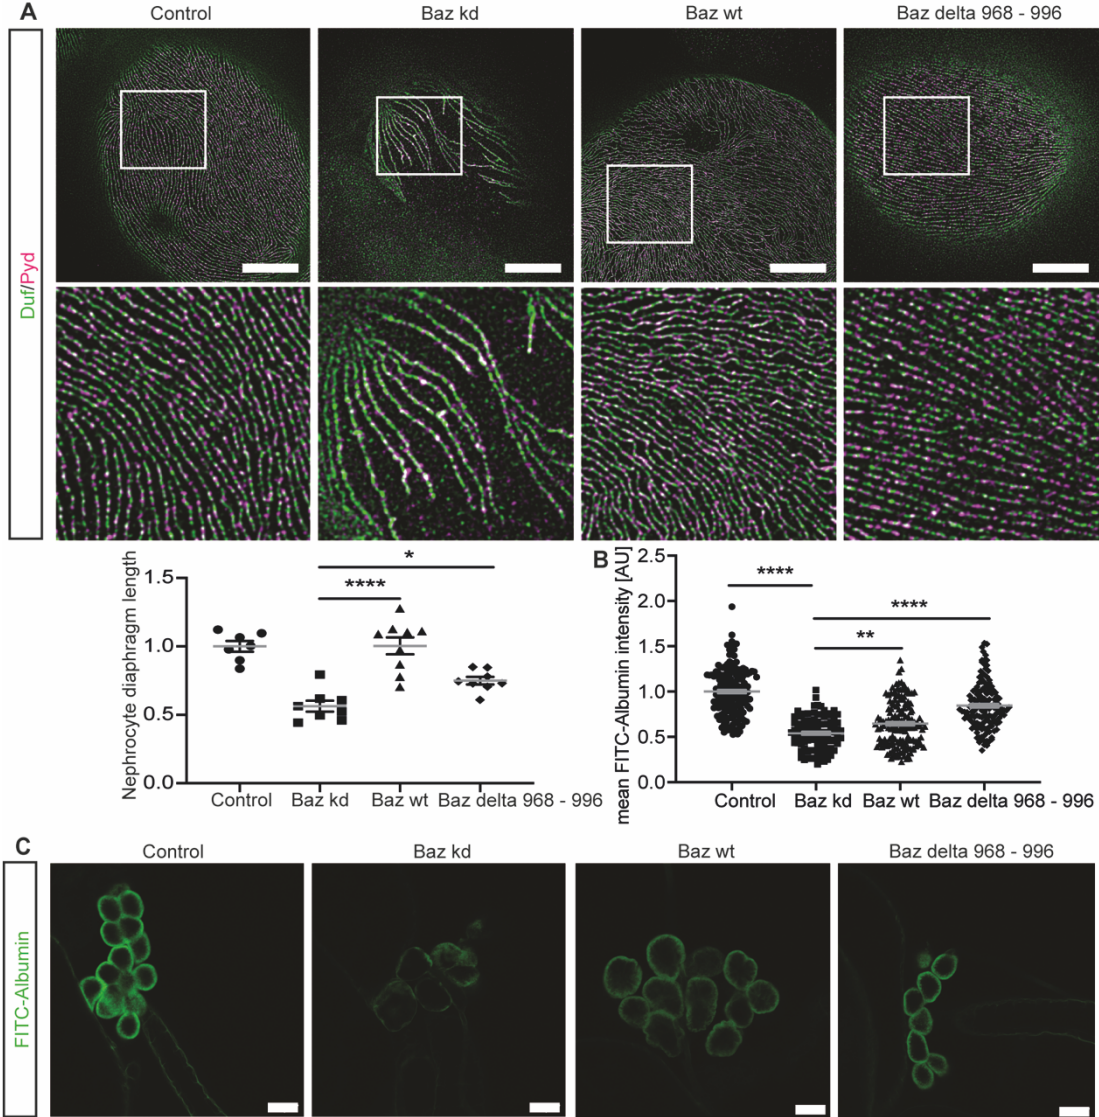 A
Control
Baz kd
Baz wt
Baz delta 968 - 996
Duf/Pyd
Nephrocyte diaphragm length
1.5
1.0
0.5
0.0
*
****
Control
Baz kd
Baz wt
Baz delta 968 - 996
B
mean FITC-Albumin intensity [AU]
2.5
2.0
1.5
1.0
0.5
0.0
****
****
**
Control
Baz kd
Baz wt
Baz delta 968 - 996
C
Control
Baz kd
Baz wt
Baz delta 968 - 996
FITC-Albumin